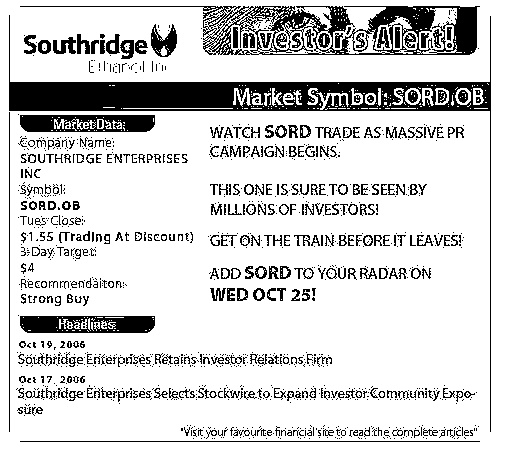 Southridge
Ethanol Inc
Investor's Alert!
Market Symbol: SORD.OB
Market Data:
Company Name:
SOUTHRIDGE ENTERPRISES
INC
Symbol:
SORD.OB
Tues Close:
$1.55 (Trading At Discount)
3-Day Target:
$4
Recommendaiton:
Strong Buy
WATCH SORD TRADE AS MASSIVE PR
CAMPAIGN BEGINS.
THIS ONE IS SURE TO BE SEEN BY
MILLIONS OF INVESTORS!
GET ON THE TRAIN BEFORE IT LEAVES!
ADD SORD TO YOUR RADAR ON
WED OCT 25!
Headlines:
Oct 19, 2006
Southridge Enterprises Retains Investor Relations Firm
Oct 17, 2006
Southridge Enterprises Selects Stockwire to Expand Investor Community Expo-
sure
"Visit your favourite financial site to read the complete articles"